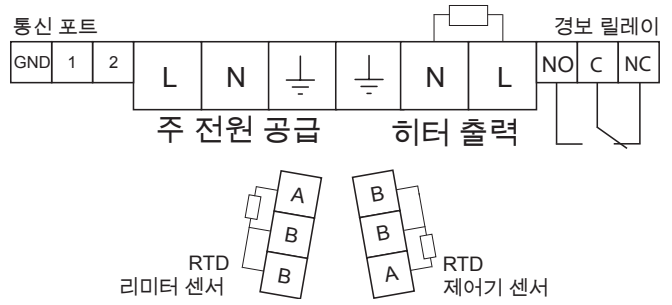 통신 포트
경보 릴레이
GND 1 2 L N N L NO C NC
주 전원 공급
히터 출력
A B
B B
B A
RTD
리미터 센서
RTD
제어기 센서